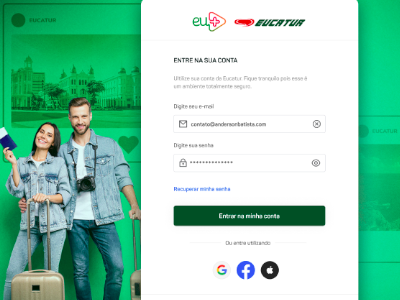 EUCATUR
eu+
EUCATUR
ENTRE NA SUA CONTA
Utilize sua conta da Eucatur. Fique tranquilo pois esse é
um ambiente totalmente seguro.
Digite seu e-mail
contato@andersonbatista.com
Digite sua senha
Recuperar minha senha
Entrar na minha conta
Ou entre utilizando
EUCATUR